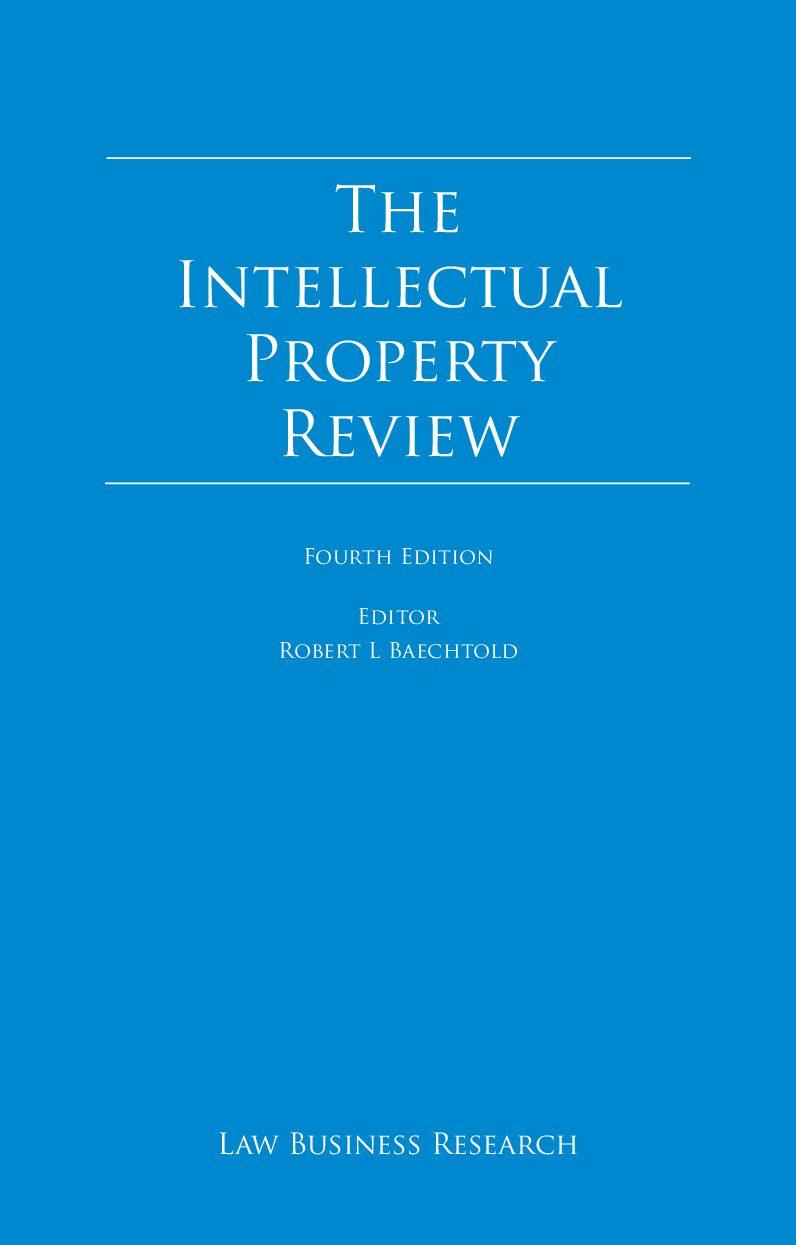 The
Intellectual
Property
Review
Fourth Edition
Editor
Robert L Baechtold
Law Business Research